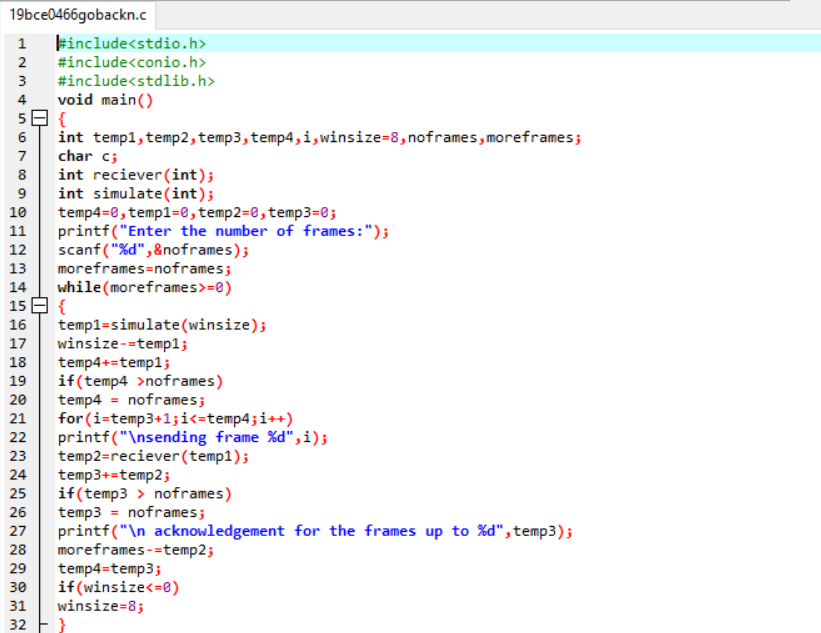 19bce0466gobackn.c
1 #include<stdio.h>
2 #include<conio.h>
3 #include<stdlib.h>
4 void main()
5 {
6 int temp1,temp2,temp3,temp4,i,winsize=8,noframes,moreframes;
7 char c;
8 int reciever(int);
9 int simulate(int);
10 temp4=0,temp1=0,temp2=0,temp3=0;
11 printf("Enter the number of frames:");
12 scanf("%d",&noframes);
13 moreframes=noframes;
14 while(moreframes>=0)
15 {
16 temp1=simulate(winsize);
17 winsize-=temp1;
18 temp4+=temp1;
19 if(temp4 >noframes)
20 temp4 = noframes;
21 for(i=temp3+1;i<=temp4;i++)
22 printf("\nsending frame %d",i);
23 temp2=reciever(temp1);
24 temp3+=temp2;
25 if(temp3 > noframes)
26 temp3 = noframes;
27 printf("\n acknowledgement for the frames up to %d",temp3);
28 moreframes-=temp2;
29 temp4=temp3;
30 if(winsize<=0)
31 winsize=8;
32 }